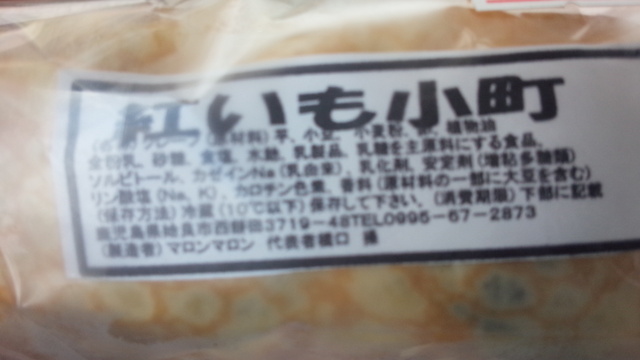 紅いも小町
クレープ(原材料)芋、小豆、小麦粉、卵、植物油
全粉乳、砂糖、食塩、水飴、乳製品、乳糖を主原料にする食品、
ソルビトール、カゼインNa(乳由来)、乳化剤、安定剤(増粘多糖類)
リン酸塩(Na、K)、カロチン色素、香料(原材料の一部に大豆を含む)
(保存方法)冷蔵(10℃以下)保存して下さい。(消費期限)下部に記載
鹿児島県姶良市西餅田3719-48TEL0995-67-2873
(製造者)マロンマロン 代表者 口